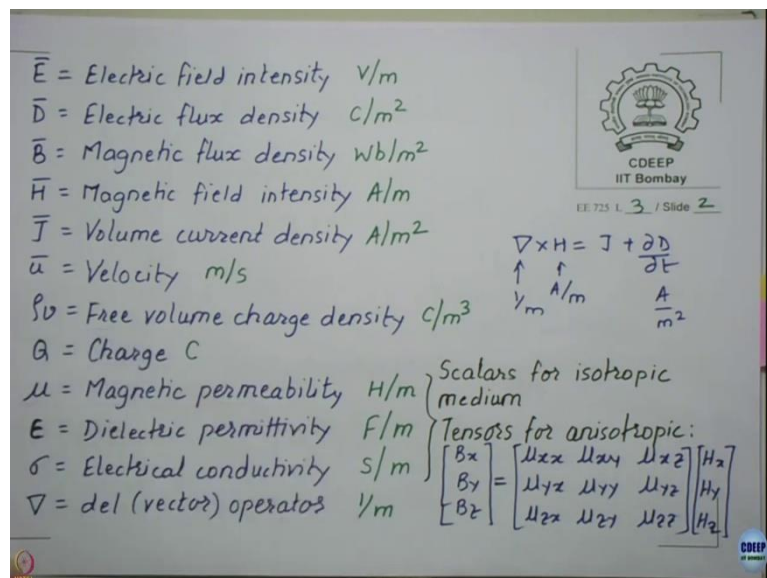 E̅ = Electric field intensity V/m
D̅ = Electric flux density C/m²
B̅ = Magnetic flux density Wb/m²
H̅ = Magnetic field intensity A/m
J̅ = Volume current density A/m²
u̅ = Velocity m/s
ρv = Free volume charge density C/m³
Q = Charge C
μ = Magnetic permeability H/m
ϵ = Dielectric permittivity F/m
σ = Electrical conductivity S/m
∇ = del (vector) operator 1/m
CDEEP
IIT Bombay
EE 725 L 3 / Slide 2
∇ × H = J + ∂D/∂t
↑ ↑
1/m A/m A/m²
Scalars for isotropic
medium
Tensors for anisotropic:
[Bx] = [μxx μxy μxz] [Hx]
[By] [μyx μyy μyz] [Hy]
[Bz] [μzx μzy μzz] [Hz]
CDEEP